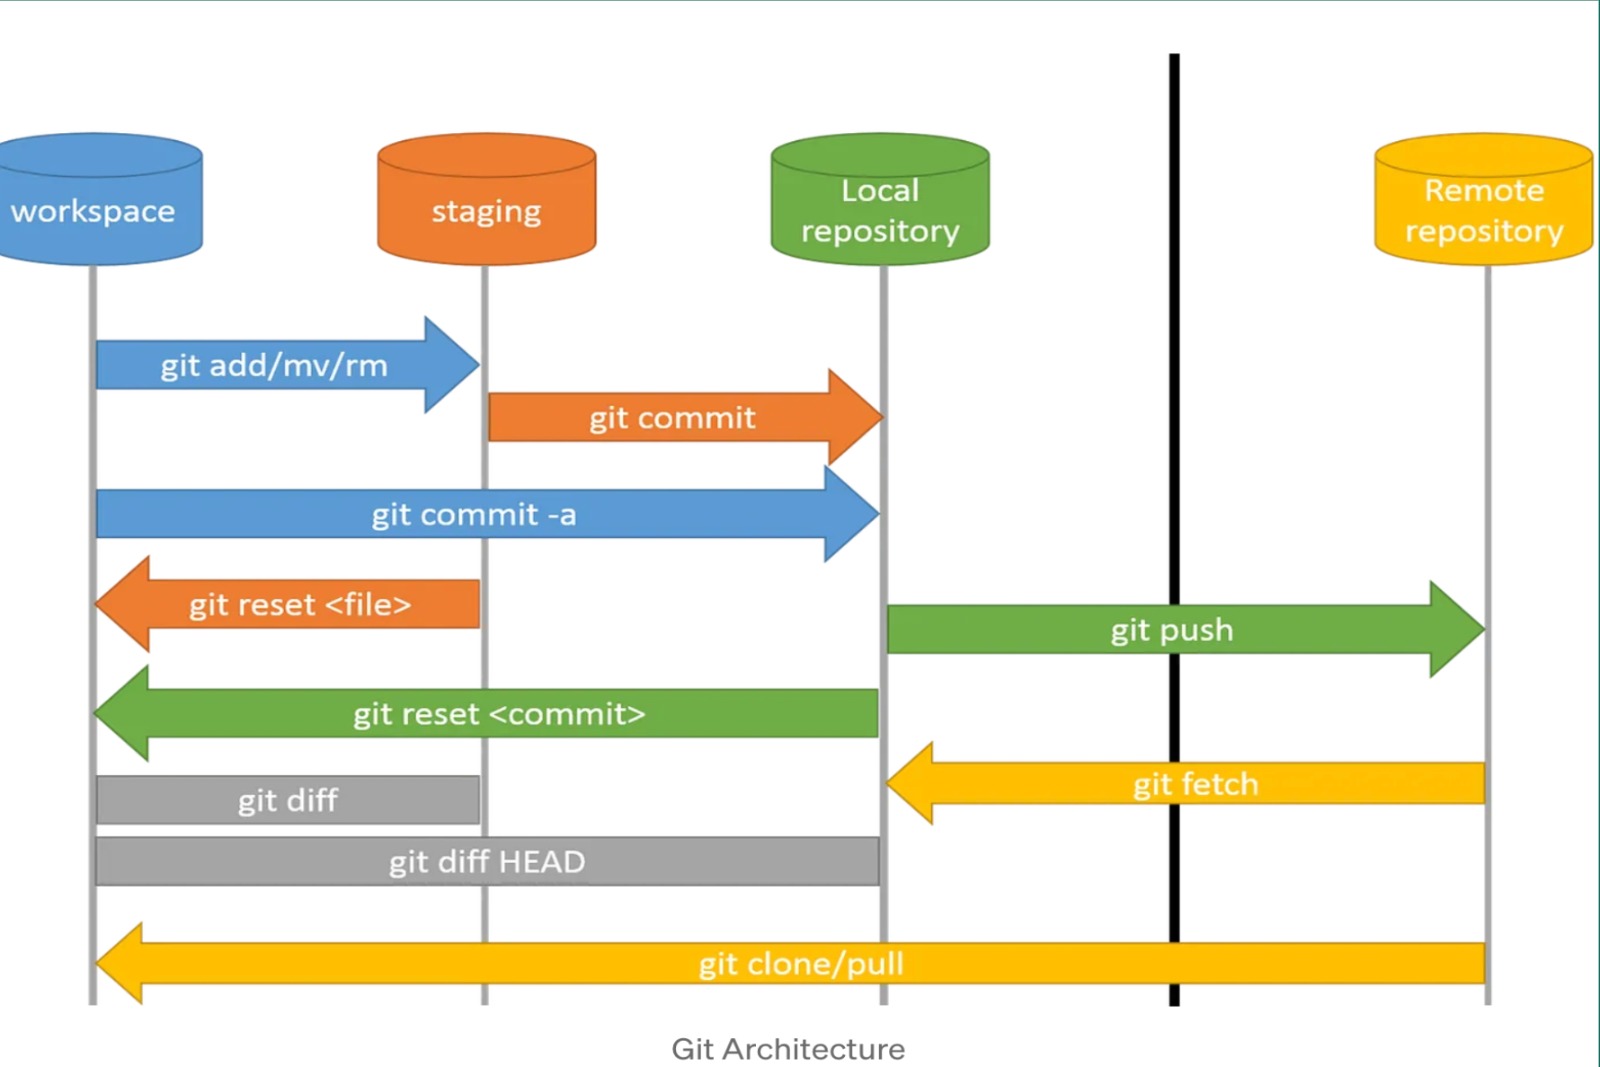 workspace
staging
Local
repository
Remote
repository
git add/mv/rm
git commit
git commit -a
git reset <file>
git push
git reset <commit>
git fetch
git diff
git diff HEAD
git clone/pull
Git Architecture